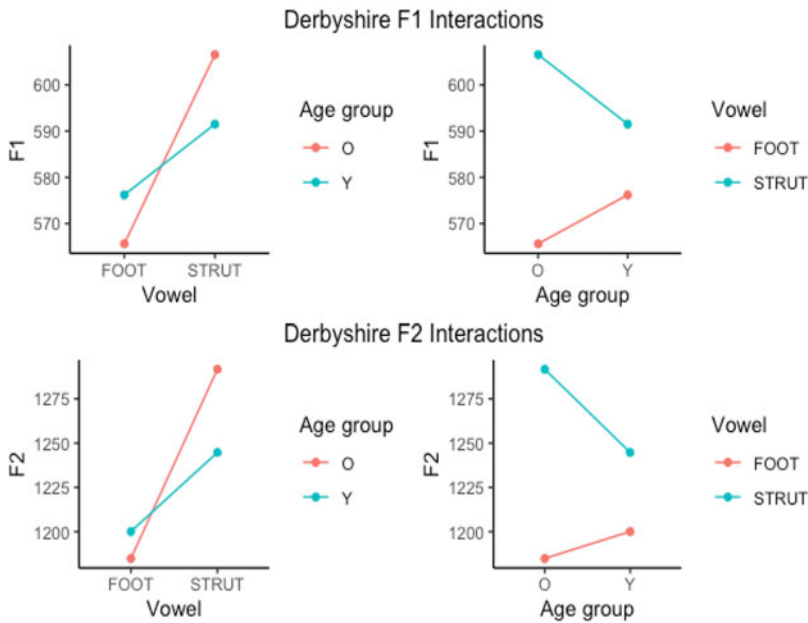 Derbyshire F1 Interactions
600
590
580
570
F1
FOOT STRUT
Vowel
Age group
O
Y
600
590
580
570
F1
O Y
Age group
Vowel
FOOT
STRUT
Derbyshire F2 Interactions
1275
1250
1225
1200
F2
FOOT STRUT
Vowel
Age group
O
Y
1275
1250
1225
1200
F2
O Y
Age group
Vowel
FOOT
STRUT